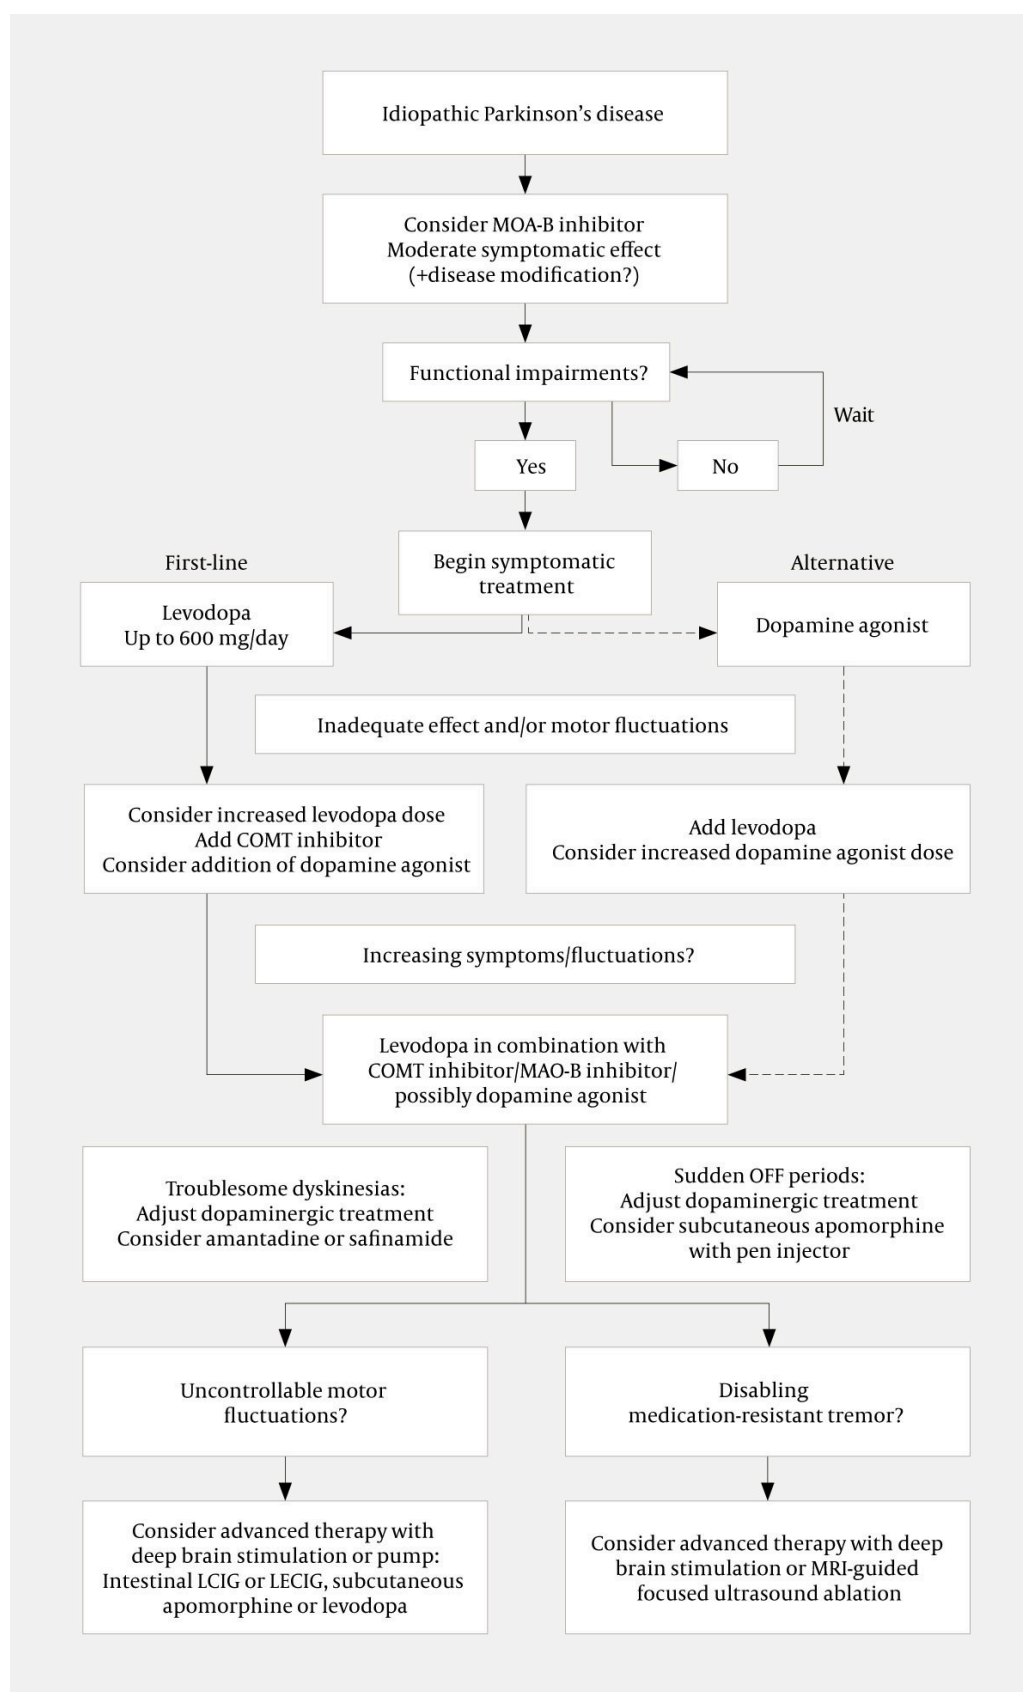 Idiopathic Parkinson’s disease
Consider MOA-B inhibitor
Moderate symptomatic effect
(+disease modification?)
Functional impairments?
Wait
Yes
No
Begin symptomatic
treatment
First-line
Alternative
Levodopa
Up to 600 mg/day
Dopamine agonist
Inadequate effect and/or motor fluctuations
Consider increased levodopa dose
Add COMT inhibitor
Consider addition of dopamine agonist
Add levodopa
Consider increased dopamine agonist dose
Increasing symptoms/fluctuations?
Levodopa in combination with
COMT inhibitor/MAO-B inhibitor/
possibly dopamine agonist
Troublesome dyskinesias:
Adjust dopaminergic treatment
Consider amantadine or safinamide
Sudden OFF periods:
Adjust dopaminergic treatment
Consider subcutaneous apomorphine
with pen injector
Uncontrollable motor
fluctuations?
Disabling
medication-resistant tremor?
Consider advanced therapy with
deep brain stimulation or pump:
Intestinal LCIG or LECIG, subcutaneous
apomorphine or levodopa
Consider advanced therapy with deep
brain stimulation or MRI-guided
focused ultrasound ablation